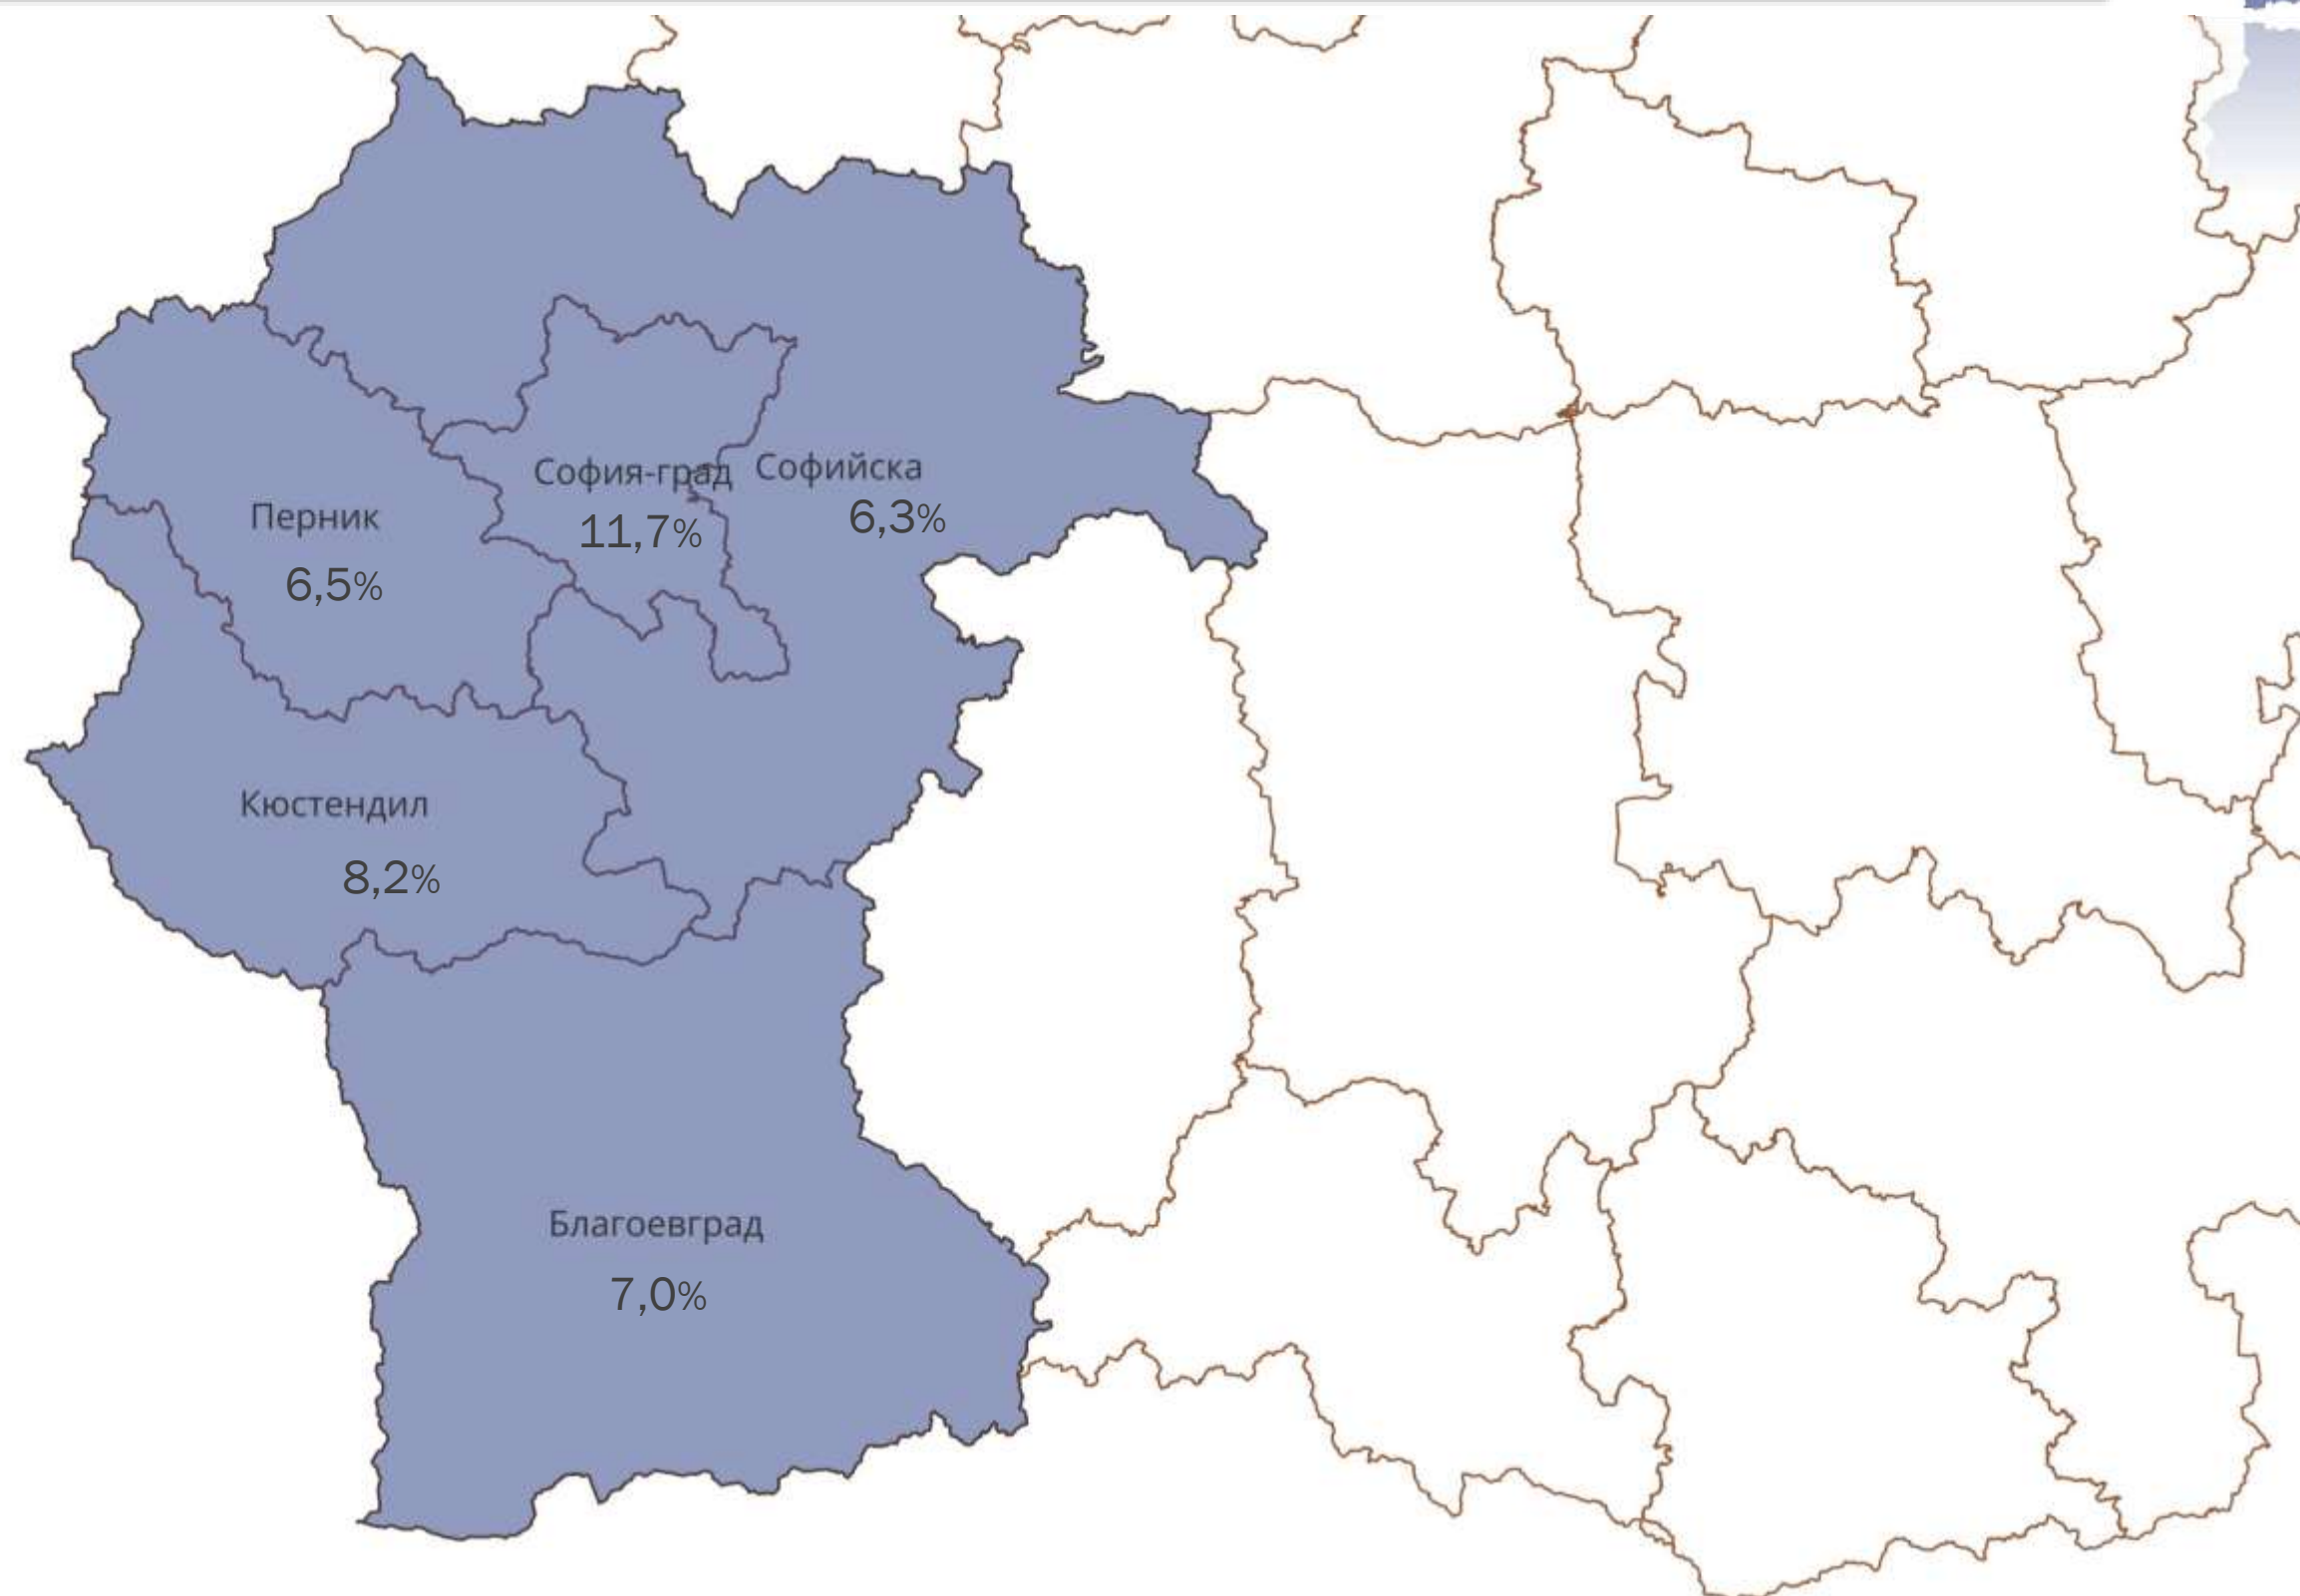 София-град
11,7%
Софийска
6,3%
Перник
6,5%
Кюстендил
8,2%
Благоевград
7,0%